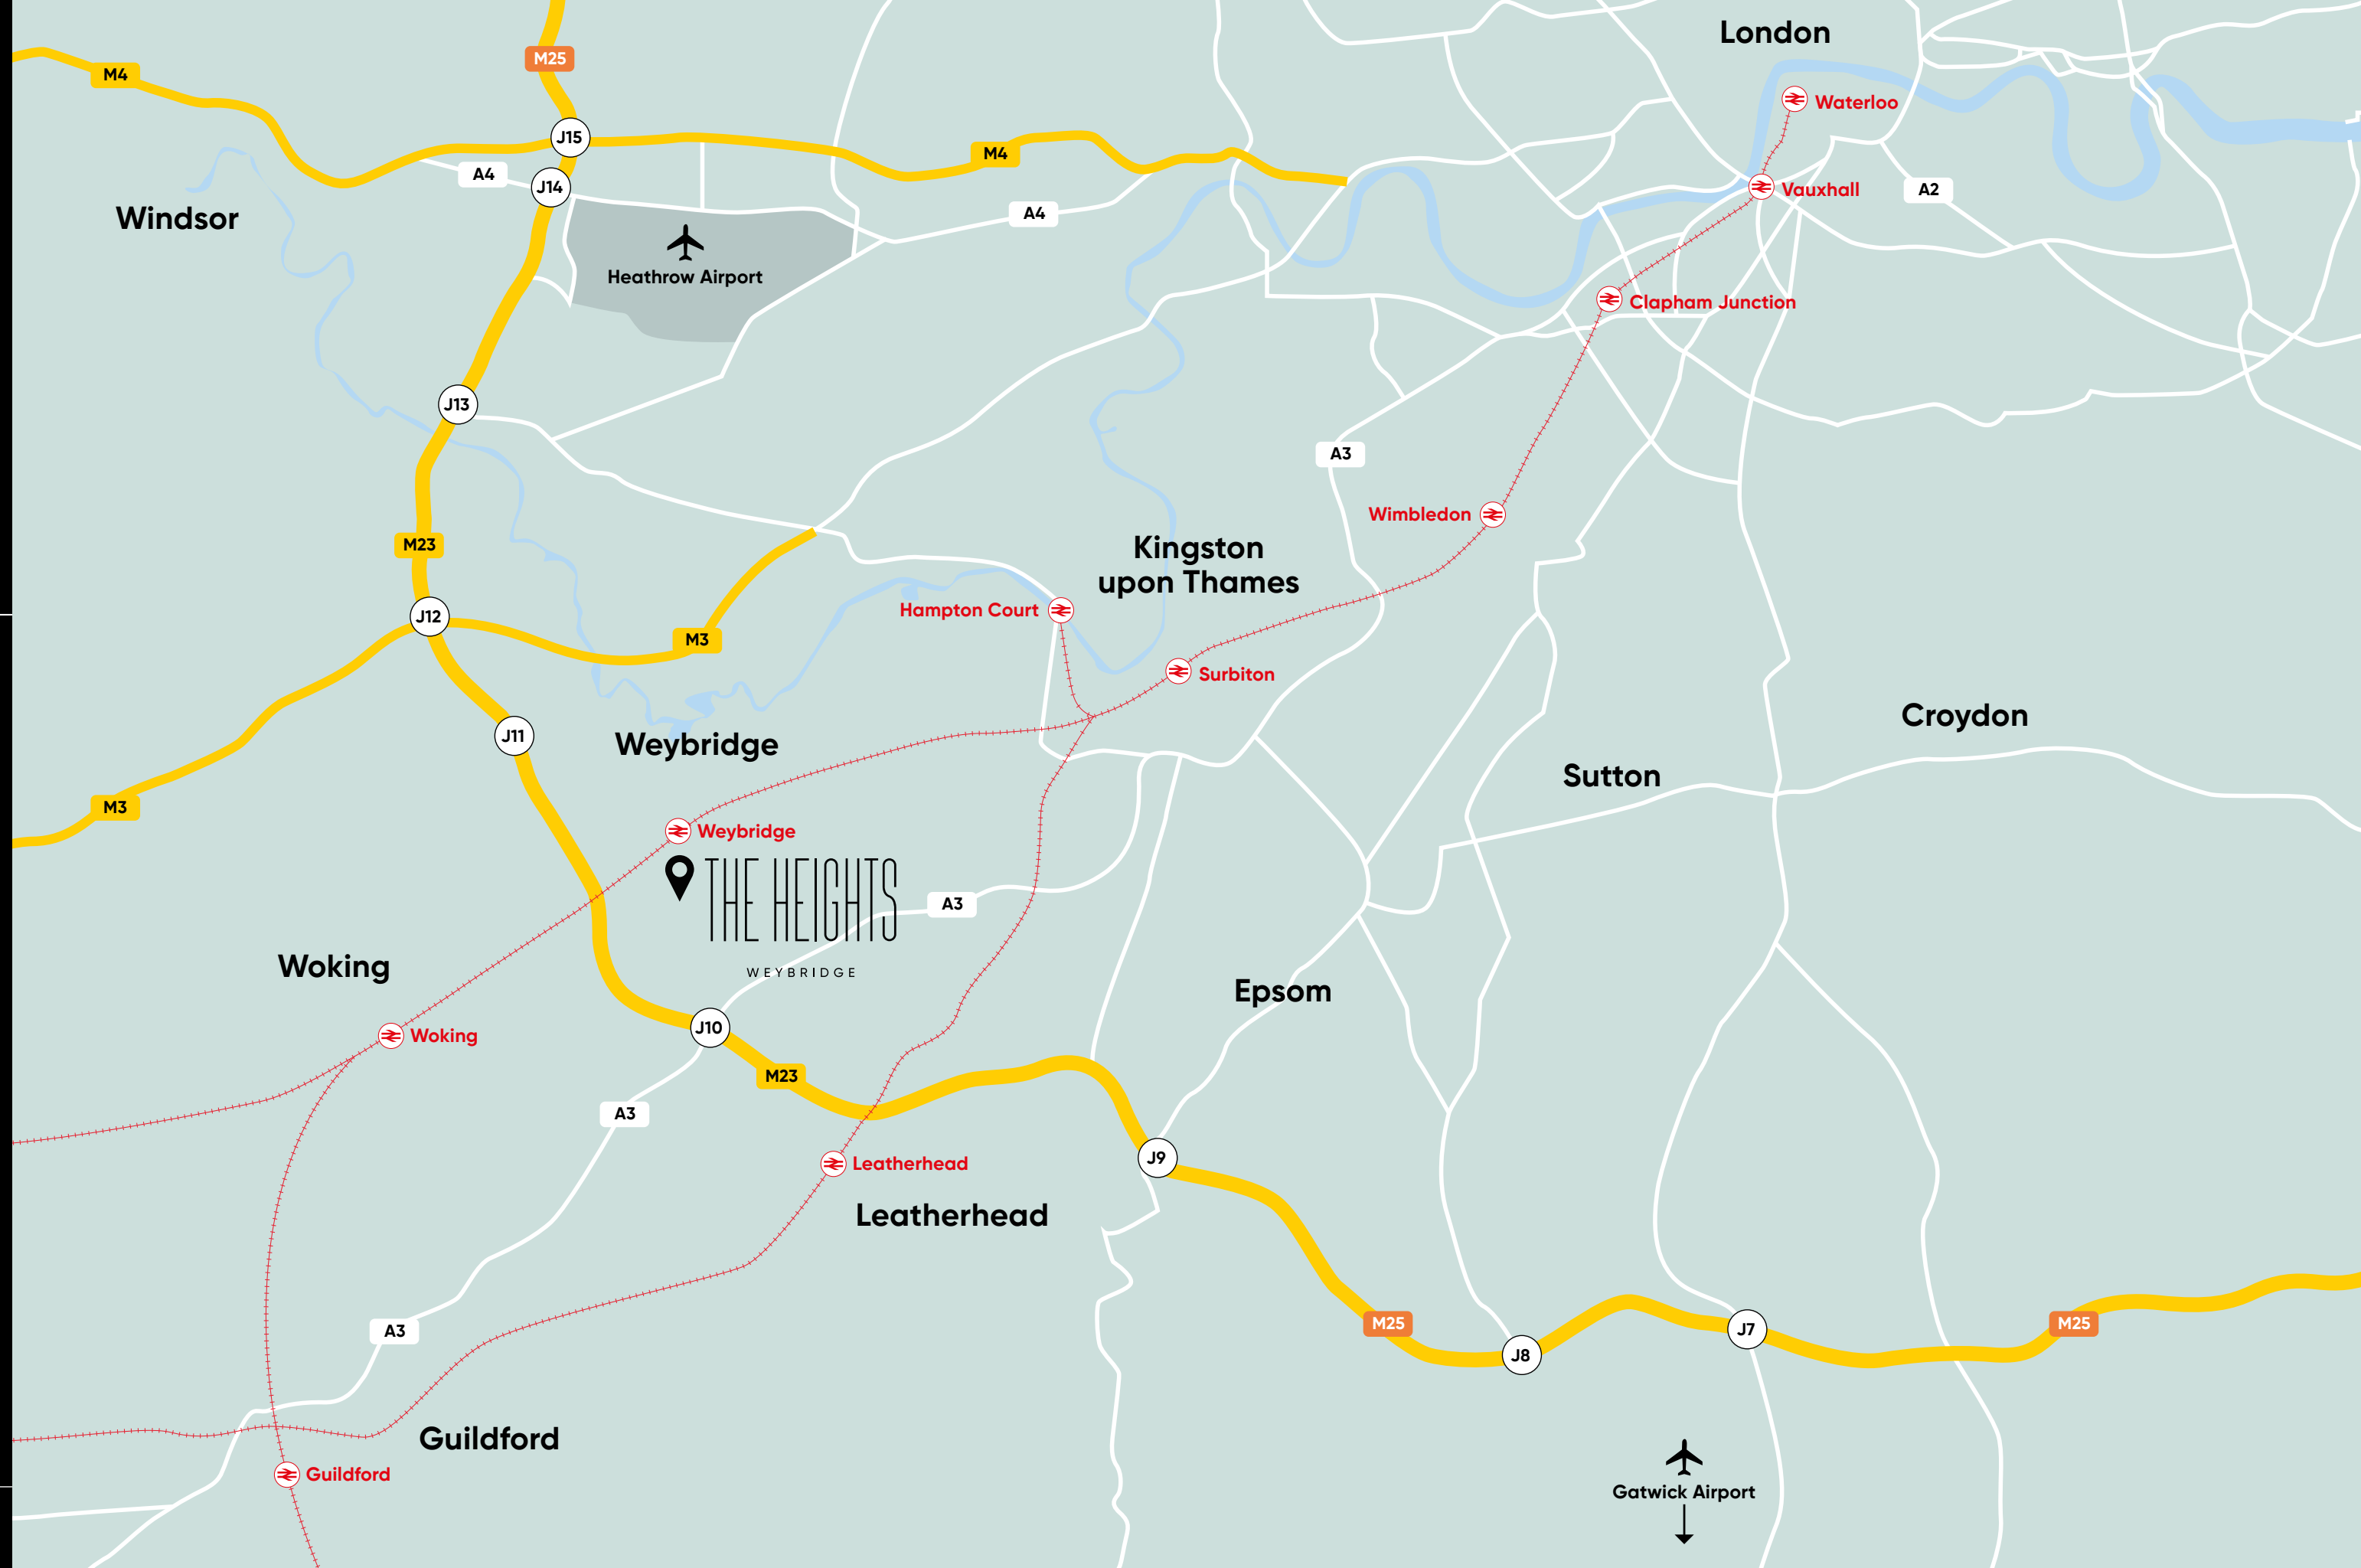 London
M25
M4
Waterloo
J15
M4
A4
J14
Vauxhall
A2
Windsor
A4
Heathrow Airport
Clapham Junction
J13
A3
Wimbledon
M23
Kingston
upon Thames
Hampton Court
J12
M3
Surbiton
Croydon
J11
Weybridge
Sutton
M3
Weybridge
THE HEIGHTS
A3
WEYBRIDGE
Woking
Epsom
J10
Woking
M23
A3
J9
Leatherhead
Leatherhead
M25
M25
A3
J7
J8
Guildford
Guildford
Gatwick Airport